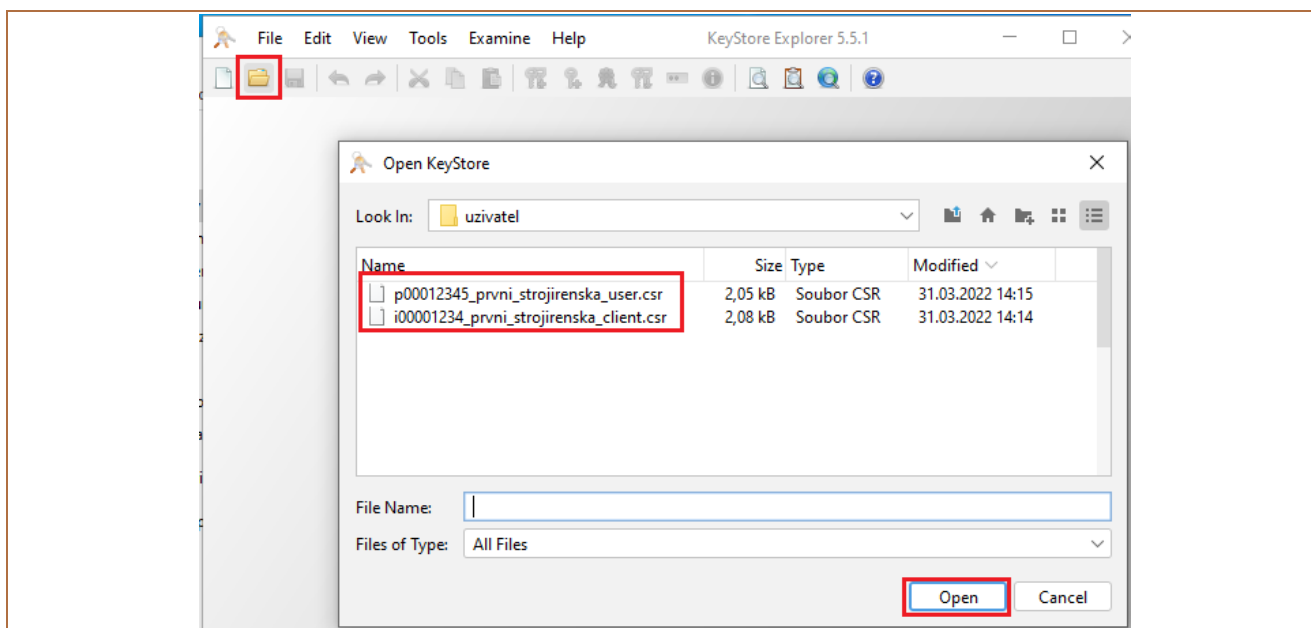 File Edit View Tools Examine Help KeyStore Explorer 5.5.1
Open KeyStore
Look In: uzivatel
Name Size Type Modified
p00012345_prvni_strojirenska_user.csr 2,05 kB Soubor CSR 31.03.2022 14:15
i00001234_prvni_strojirenska_client.csr 2,08 kB Soubor CSR 31.03.2022 14:14
File Name:
Files of Type: All Files
Open Cancel